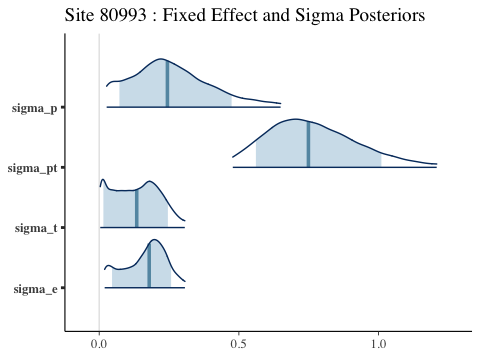 Site 80993 : Fixed Effect and Sigma Posteriors
sigma_p
sigma_pt
sigma_t
sigma_e
0.0 0.5 1.0